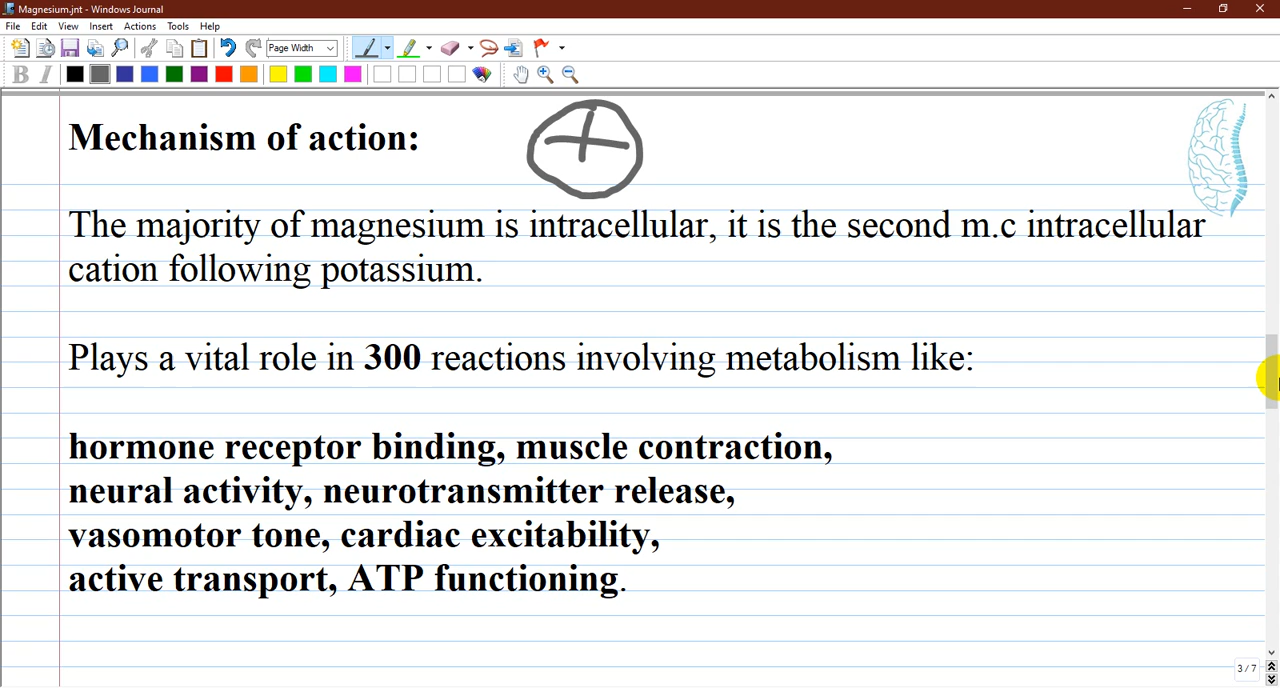 Magnesium.jnt - Windows Journal
File Edit View Insert Actions Tools Help
Page Width
B I
Mechanism of action:
The majority of magnesium is intracellular, it is the second m.c intracellular
cation following potassium.
Plays a vital role in 300 reactions involving metabolism like:
hormone receptor binding, muscle contraction,
neural activity, neurotransmitter release,
vasomotor tone, cardiac excitability,
active transport, ATP functioning.
3 / 7